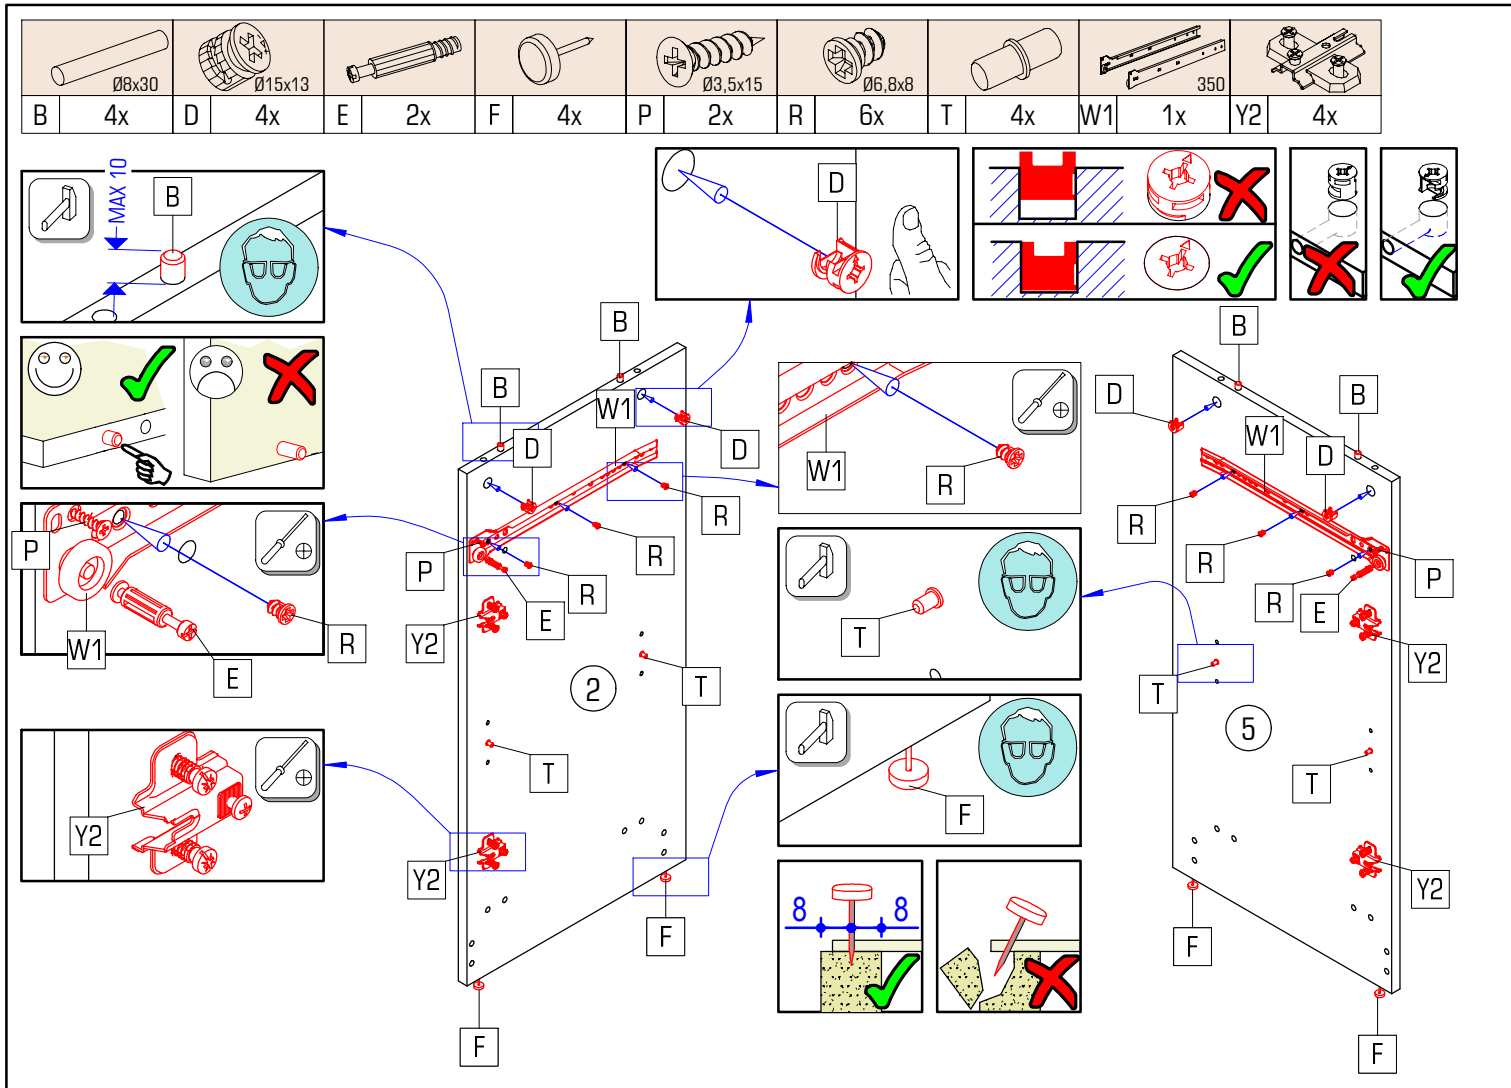 Ø8x30
Ø15x13
Ø3,5x15
Ø6,8x8
350
B 4x D 4x E 2x F 4x P 2x R 6x T 4x W1 1x Y2 4x
MAX 10
B
D
B
B
W1
D
D
W1
R
R
R
R
P
E
Y2
T
2
T
Y2
F
F
P
W1
E
R
Y2
T
F
8 8
B
D
B
W1
D
R
R
R
E
P
Y2
T
5
T
Y2
F
F